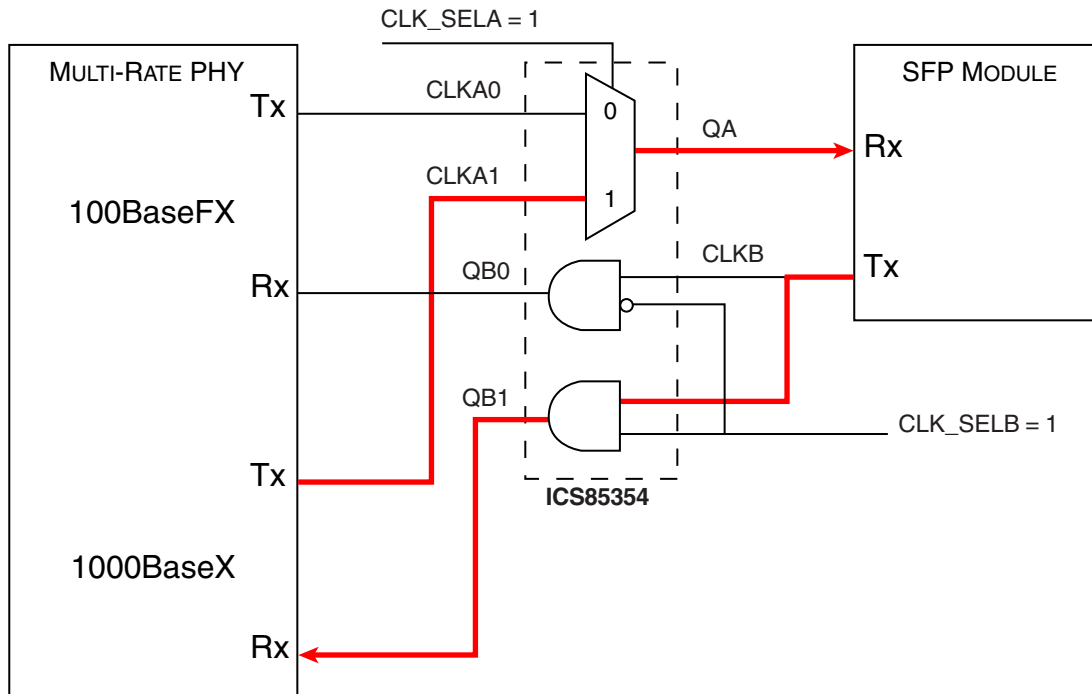 CLK_SELA = 1
MULTI-RATE PHY
SFP MODULE
Tx
CLKA0
0
QA
Rx
CLKA1
1
100BaseFX
CLKB
Tx
Rx
QB0
QB1
CLK_SELB = 1
Tx
ICS85354
1000BaseX
Rx